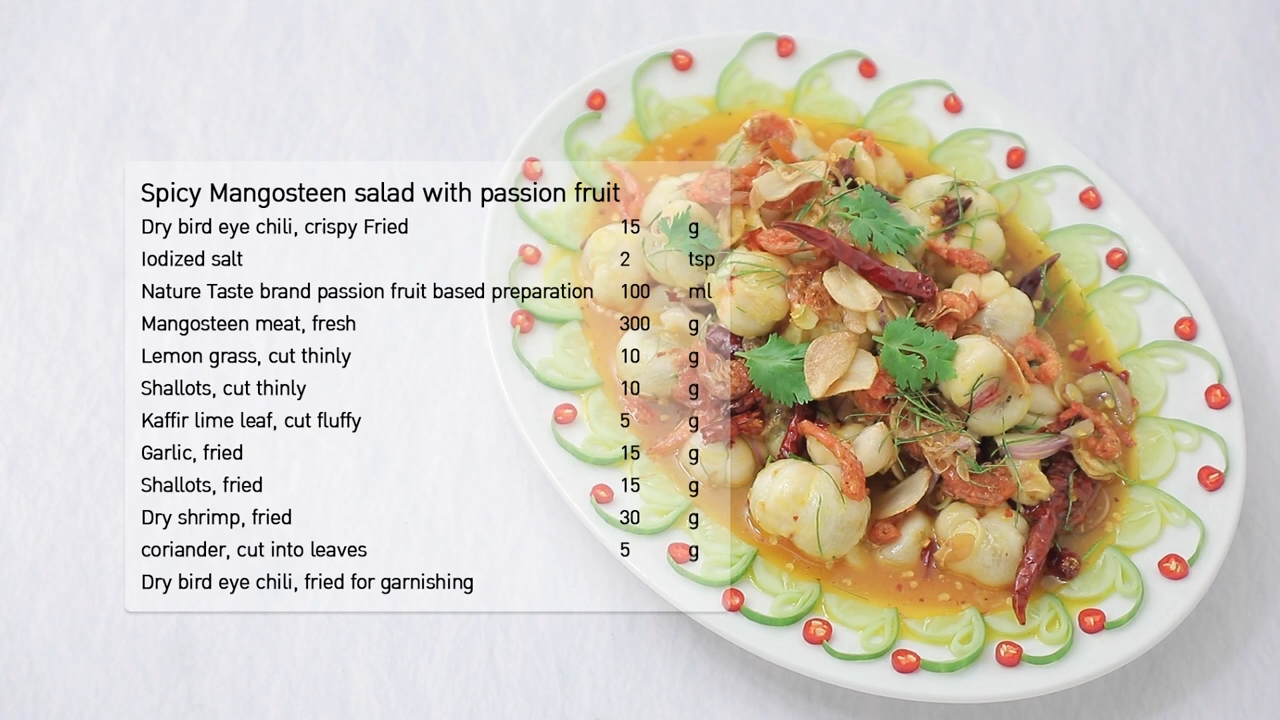 Spicy Mangosteen salad with passion fruit
Dry bird eye chili, crispy Fried 15 g
Iodized salt 2 tsp
Nature Taste brand passion fruit based preparation 100 ml
Mangosteen meat, fresh 300 g
Lemon grass, cut thinly 10 g
Shallots, cut thinly 10 g
Kaffir lime leaf, cut fluffy 5 g
Garlic, fried 15 g
Shallots, fried 15 g
Dry shrimp, fried 30 g
coriander, cut into leaves 5 g
Dry bird eye chili, fried for garnishing